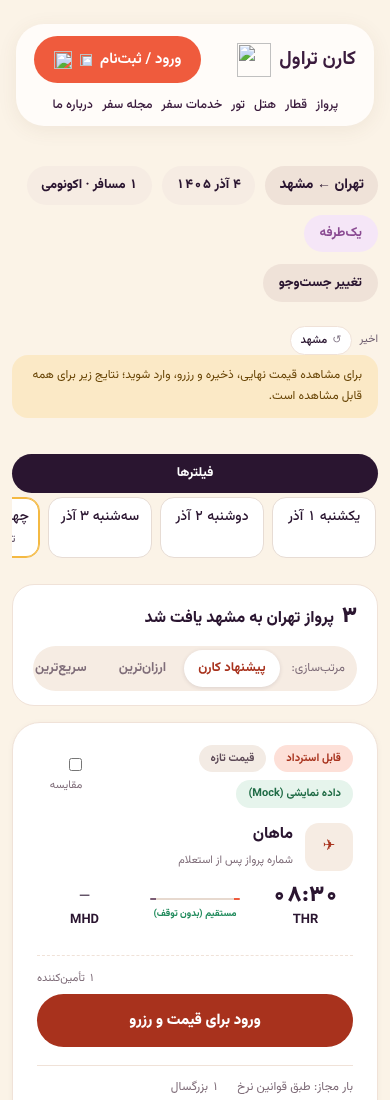 کارن تراول
ورود / ثبت‌نام
پرواز قطار هتل تور خدمات سفر مجله سفر درباره ما
تهران ← مشهد
۴ آذر ۱۴۰۵
۱ مسافر · اکونومی
یک‌طرفه
تغییر جست‌وجو
اخیر
↺ مشهد
برای مشاهده قیمت نهایی، ذخیره و رزرو، وارد شوید؛ نتایج زیر برای همه
قابل مشاهده است.
فیلترها
یکشنبه ۱ آذر
دوشنبه ۲ آذر
سه‌شنبه ۳ آذر
۳ پرواز تهران به مشهد یافت شد
مرتب‌سازی:
پیشنهاد کارن
ارزان‌ترین
سریع‌ترین
قابل استرداد
قیمت تازه
داده نمایشی (Mock)
مقایسه
ماهان
شماره پرواز پس از استعلام
۰۸:۳۰
THR
مستقیم (بدون توقف)
—
MHD
۱ تأمین‌کننده
ورود برای قیمت و رزرو
بار مجاز: طبق قوانین نرخ
۱ بزرگسال